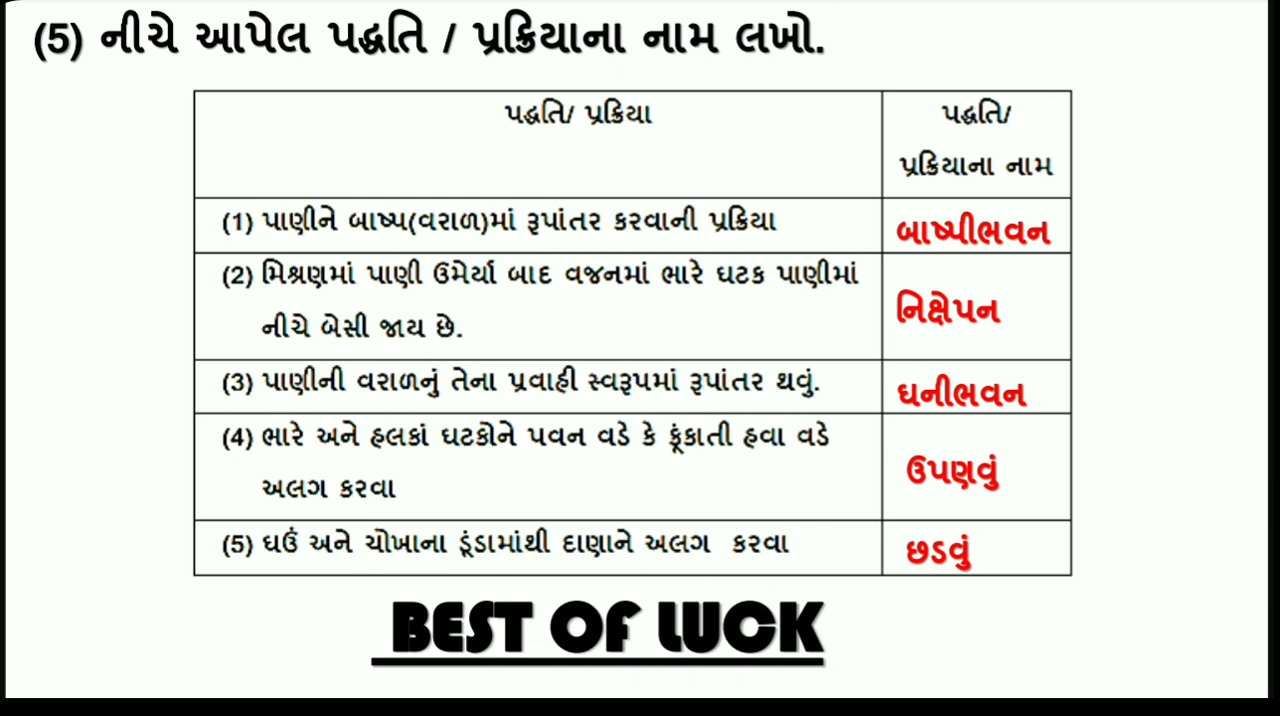 (5) નીચે આપેલ પદ્ધતિ / પ્રક્રિયાના નામ લખો.
પદ્ધતિ/ પ્રક્રિયા
પદ્ધતિ/
પ્રક્રિયાના નામ
(1) પાણીને બાષ્પ(વરાળ)માં રૂપાંતર કરવાની પ્રક્રિયા
બાષ્પીભવન
(2) મિશ્રણમાં પાણી ઉમેર્યા બાદ વજનમાં ભારે ઘટક પાણીમાં
નીચે બેસી જાય છે.
નિક્ષેપન
(3) પાણીની વરાળનું તેના પ્રવાહી સ્વરૂપમાં રૂપાંતર થવું.
ઘનીભવન
(4) ભારે અને હલકાં ઘટકોને પવન વડે કે ફૂંકાતી હવા વડે
અલગ કરવા
ઉપણવું
(5) ઘઉં અને ચોખાના ડૂંડામાંથી દાણાને અલગ કરવા
છડવું
BEST OF LUCK